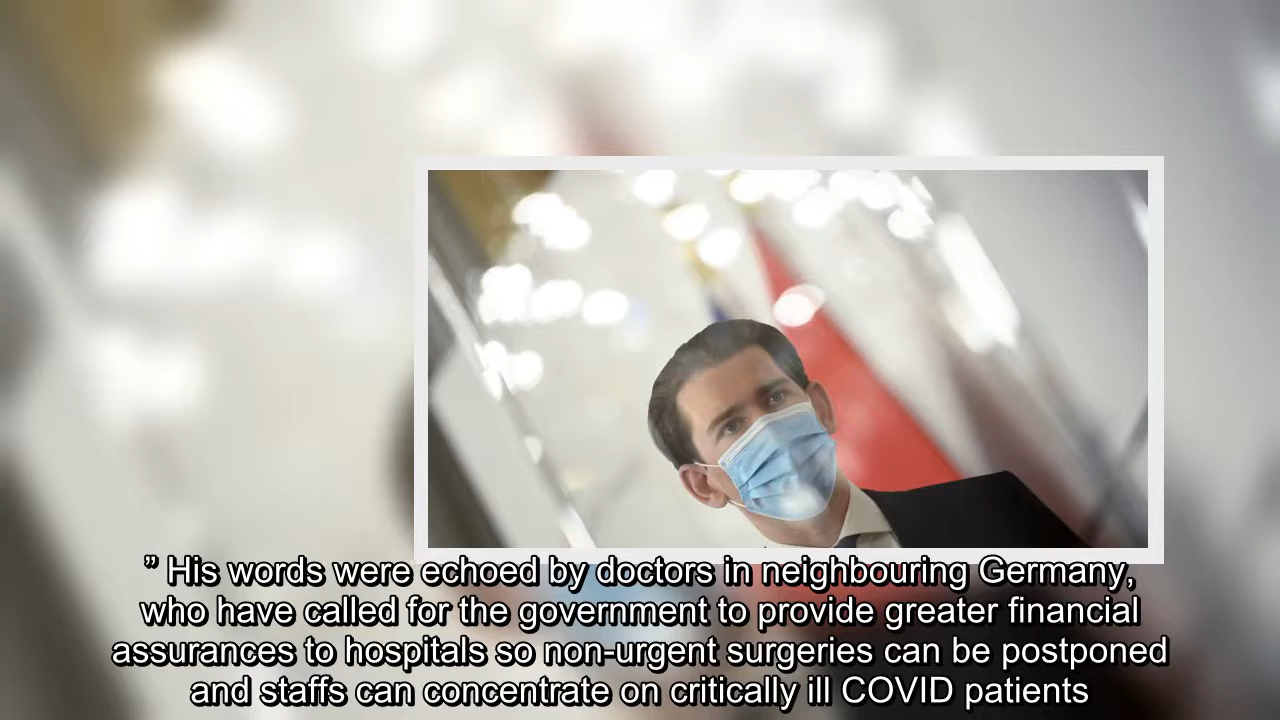 ” His words were echoed by doctors in neighbouring Germany,
who have called for the government to provide greater financial
assurances to hospitals so non-urgent surgeries can be postponed
and staffs can concentrate on critically ill COVID patients